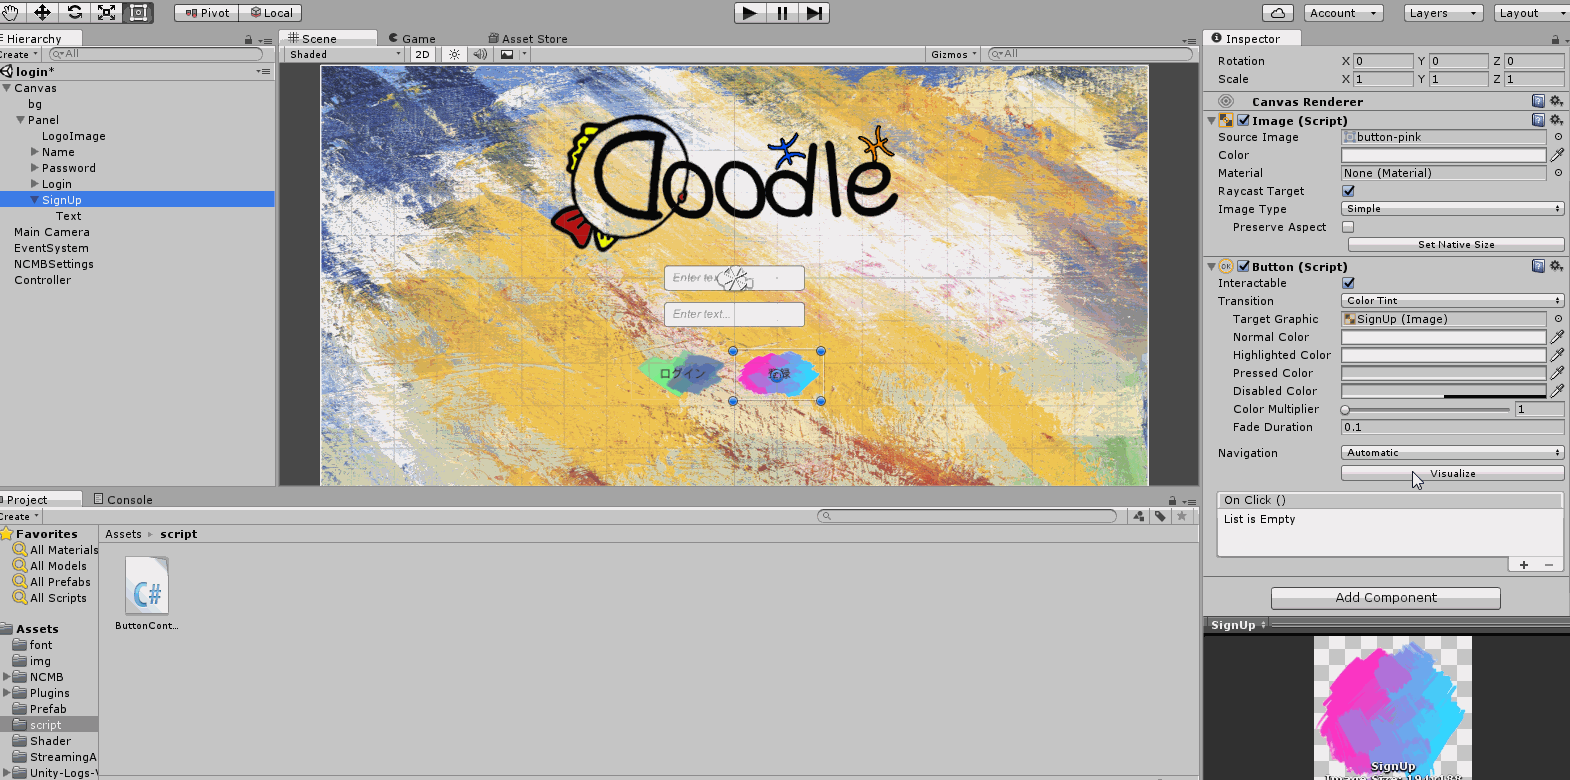 Pivot Local
Account Layers Layout
Hierarchy
Create All
login*
Canvas
bg
Panel
LogoImage
Name
Password
Login
SignUp
Text
Main Camera
EventSystem
NCMBSettings
Controller
Scene Game Asset Store
Shaded 2D Gizmos All
Doodle
Enter te
Enter text...
ログイン
Inspector
Rotation X 0 Y 0 Z 0
Scale X 1 Y 1 Z 1
Canvas Renderer
Image (Script)
Source Image button-pink
Color
Material None (Material)
Raycast Target
Image Type Simple
Preserve Aspect
Set Native Size
Button (Script)
Interactable
Transition Color Tint
Target Graphic SignUp (Image)
Normal Color
Highlighted Color
Pressed Color
Disabled Color
Color Multiplier 1
Fade Duration 0.1
Navigation Automatic
Visualize
On Click ()
List is Empty
+ −
Add Component
SignUp
SignUp
Project Console
Create
Favorites
All Materials
All Models
All Prefabs
All Scripts
Assets
font
img
NCMB
Plugins
Prefab
script
Shader
StreamingA
Unity-Logs-V
Assets script
C#
ButtonCont...